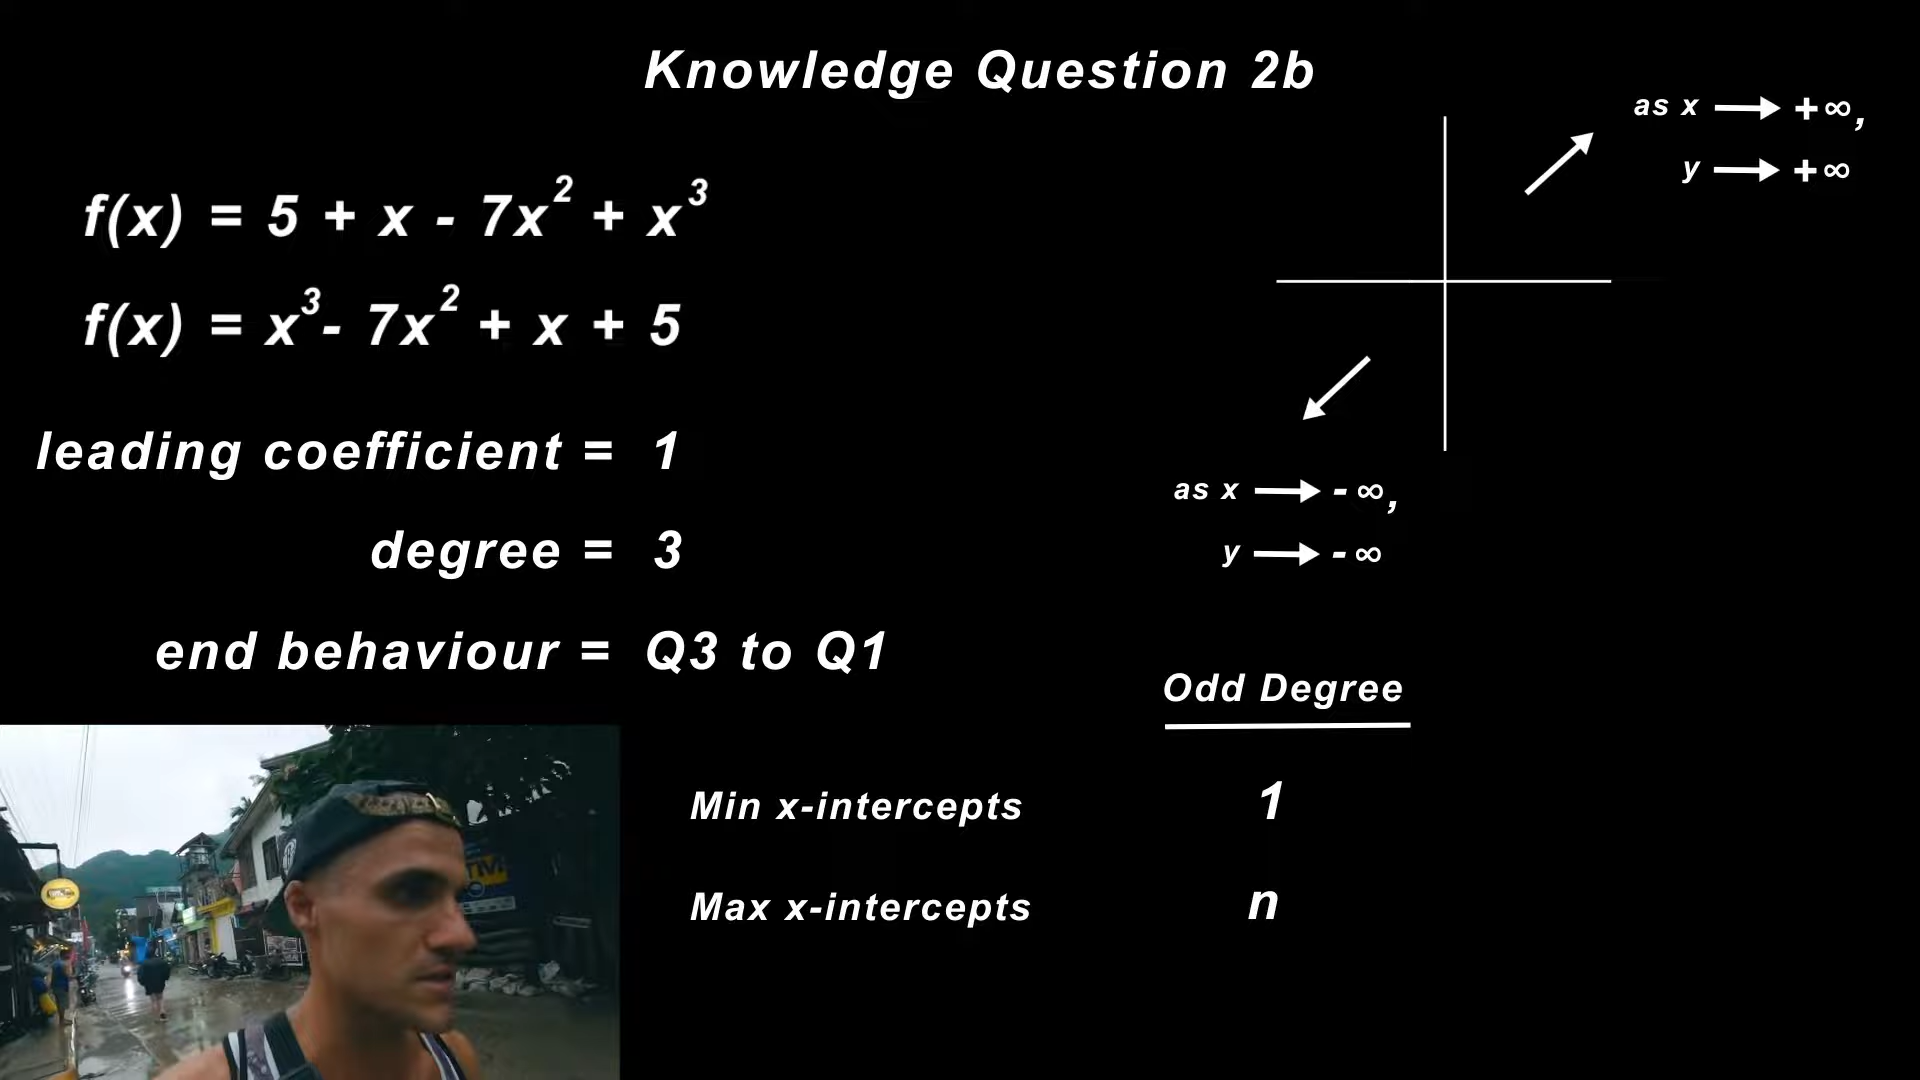 Knowledge Question 2b
f(x) = 5 + x - 7x² + x³
f(x) = x³- 7x² + x + 5
leading coefficient = 1
degree = 3
end behaviour = Q3 to Q1
as x → +∞,
y → +∞
as x → -∞,
y → -∞
Odd Degree
Min x-intercepts 1
Max x-intercepts n